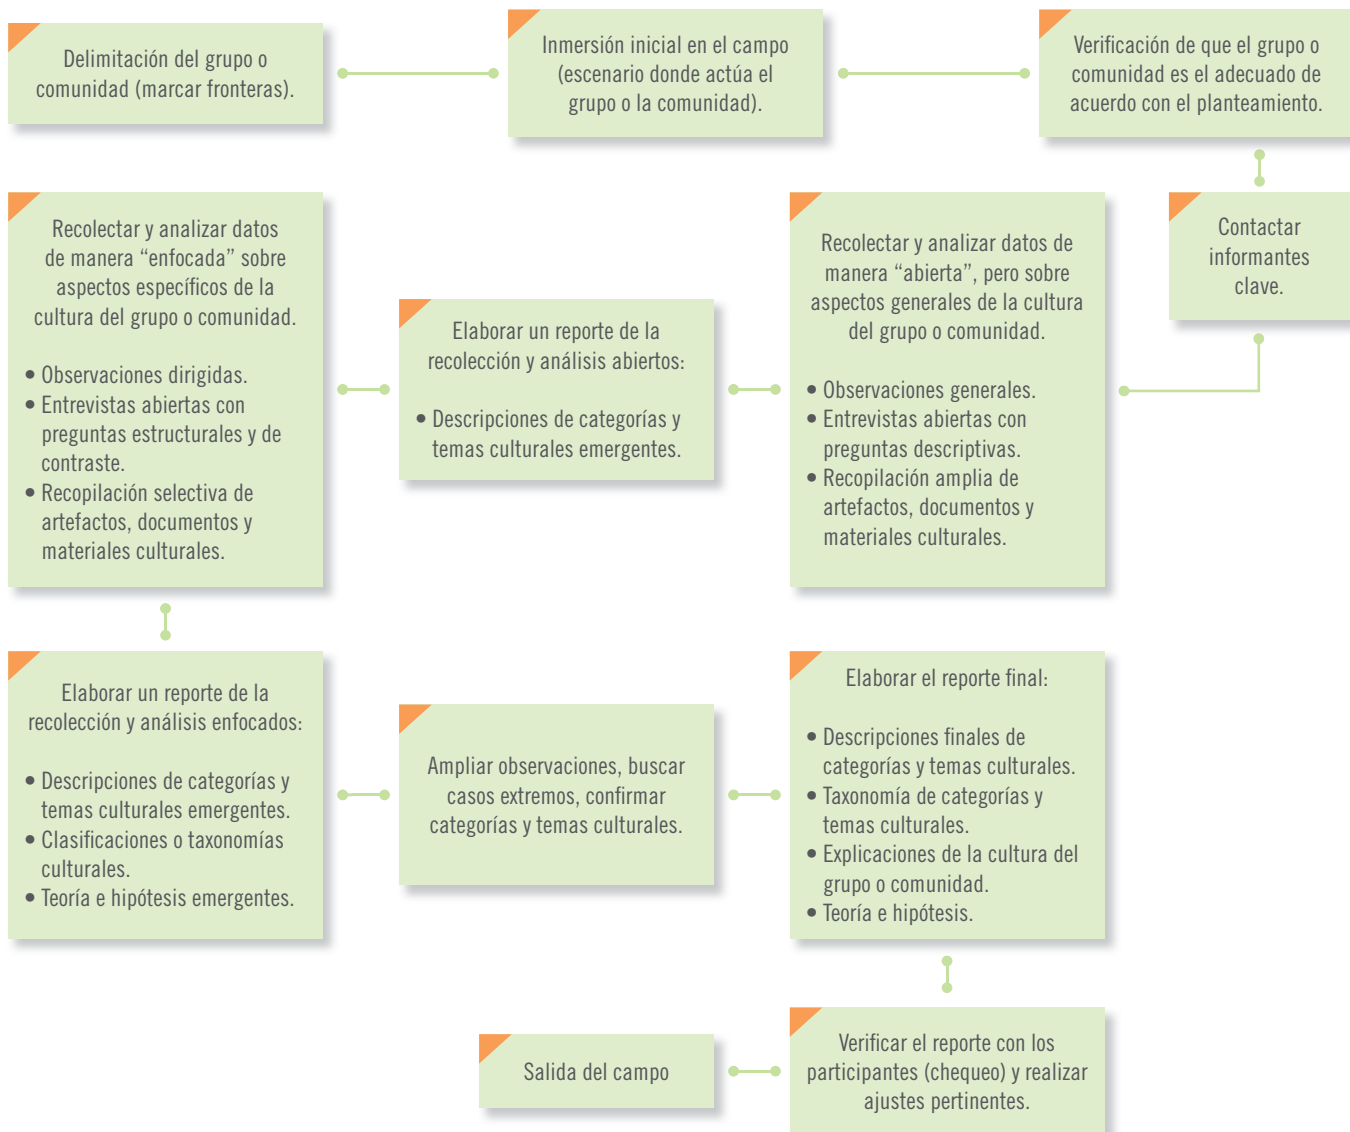 Delimitación del grupo o
comunidad (marcar fronteras).
Inmersión inicial en el campo
(escenario donde actúa el
grupo o la comunidad).
Verificación de que el grupo o
comunidad es el adecuado de
acuerdo con el planteamiento.
Contactar
informantes
clave.
Recolectar y analizar datos de
manera “abierta”, pero sobre
aspectos generales de la cultura
del grupo o comunidad.
• Observaciones generales.
• Entrevistas abiertas con
preguntas descriptivas.
• Recopilación amplia de
artefactos, documentos y
materiales culturales.
Elaborar un reporte de la
recolección y análisis abiertos:
• Descripciones de categorías y
temas culturales emergentes.
Recolectar y analizar datos
de manera “enfocada” sobre
aspectos específicos de la
cultura del grupo o comunidad.
• Observaciones dirigidas.
• Entrevistas abiertas con
preguntas estructurales y de
contraste.
• Recopilación selectiva de
artefactos, documentos y
materiales culturales.
Elaborar un reporte de la
recolección y análisis enfocados:
• Descripciones de categorías y
temas culturales emergentes.
• Clasificaciones o taxonomías
culturales.
• Teoría e hipótesis emergentes.
Ampliar observaciones, buscar
casos extremos, confirmar
categorías y temas culturales.
Elaborar el reporte final:
• Descripciones finales de
categorías y temas culturales.
• Taxonomía de categorías y
temas culturales.
• Explicaciones de la cultura del
grupo o comunidad.
• Teoría e hipótesis.
Verificar el reporte con los
participantes (chequeo) y realizar
ajustes pertinentes.
Salida del campo